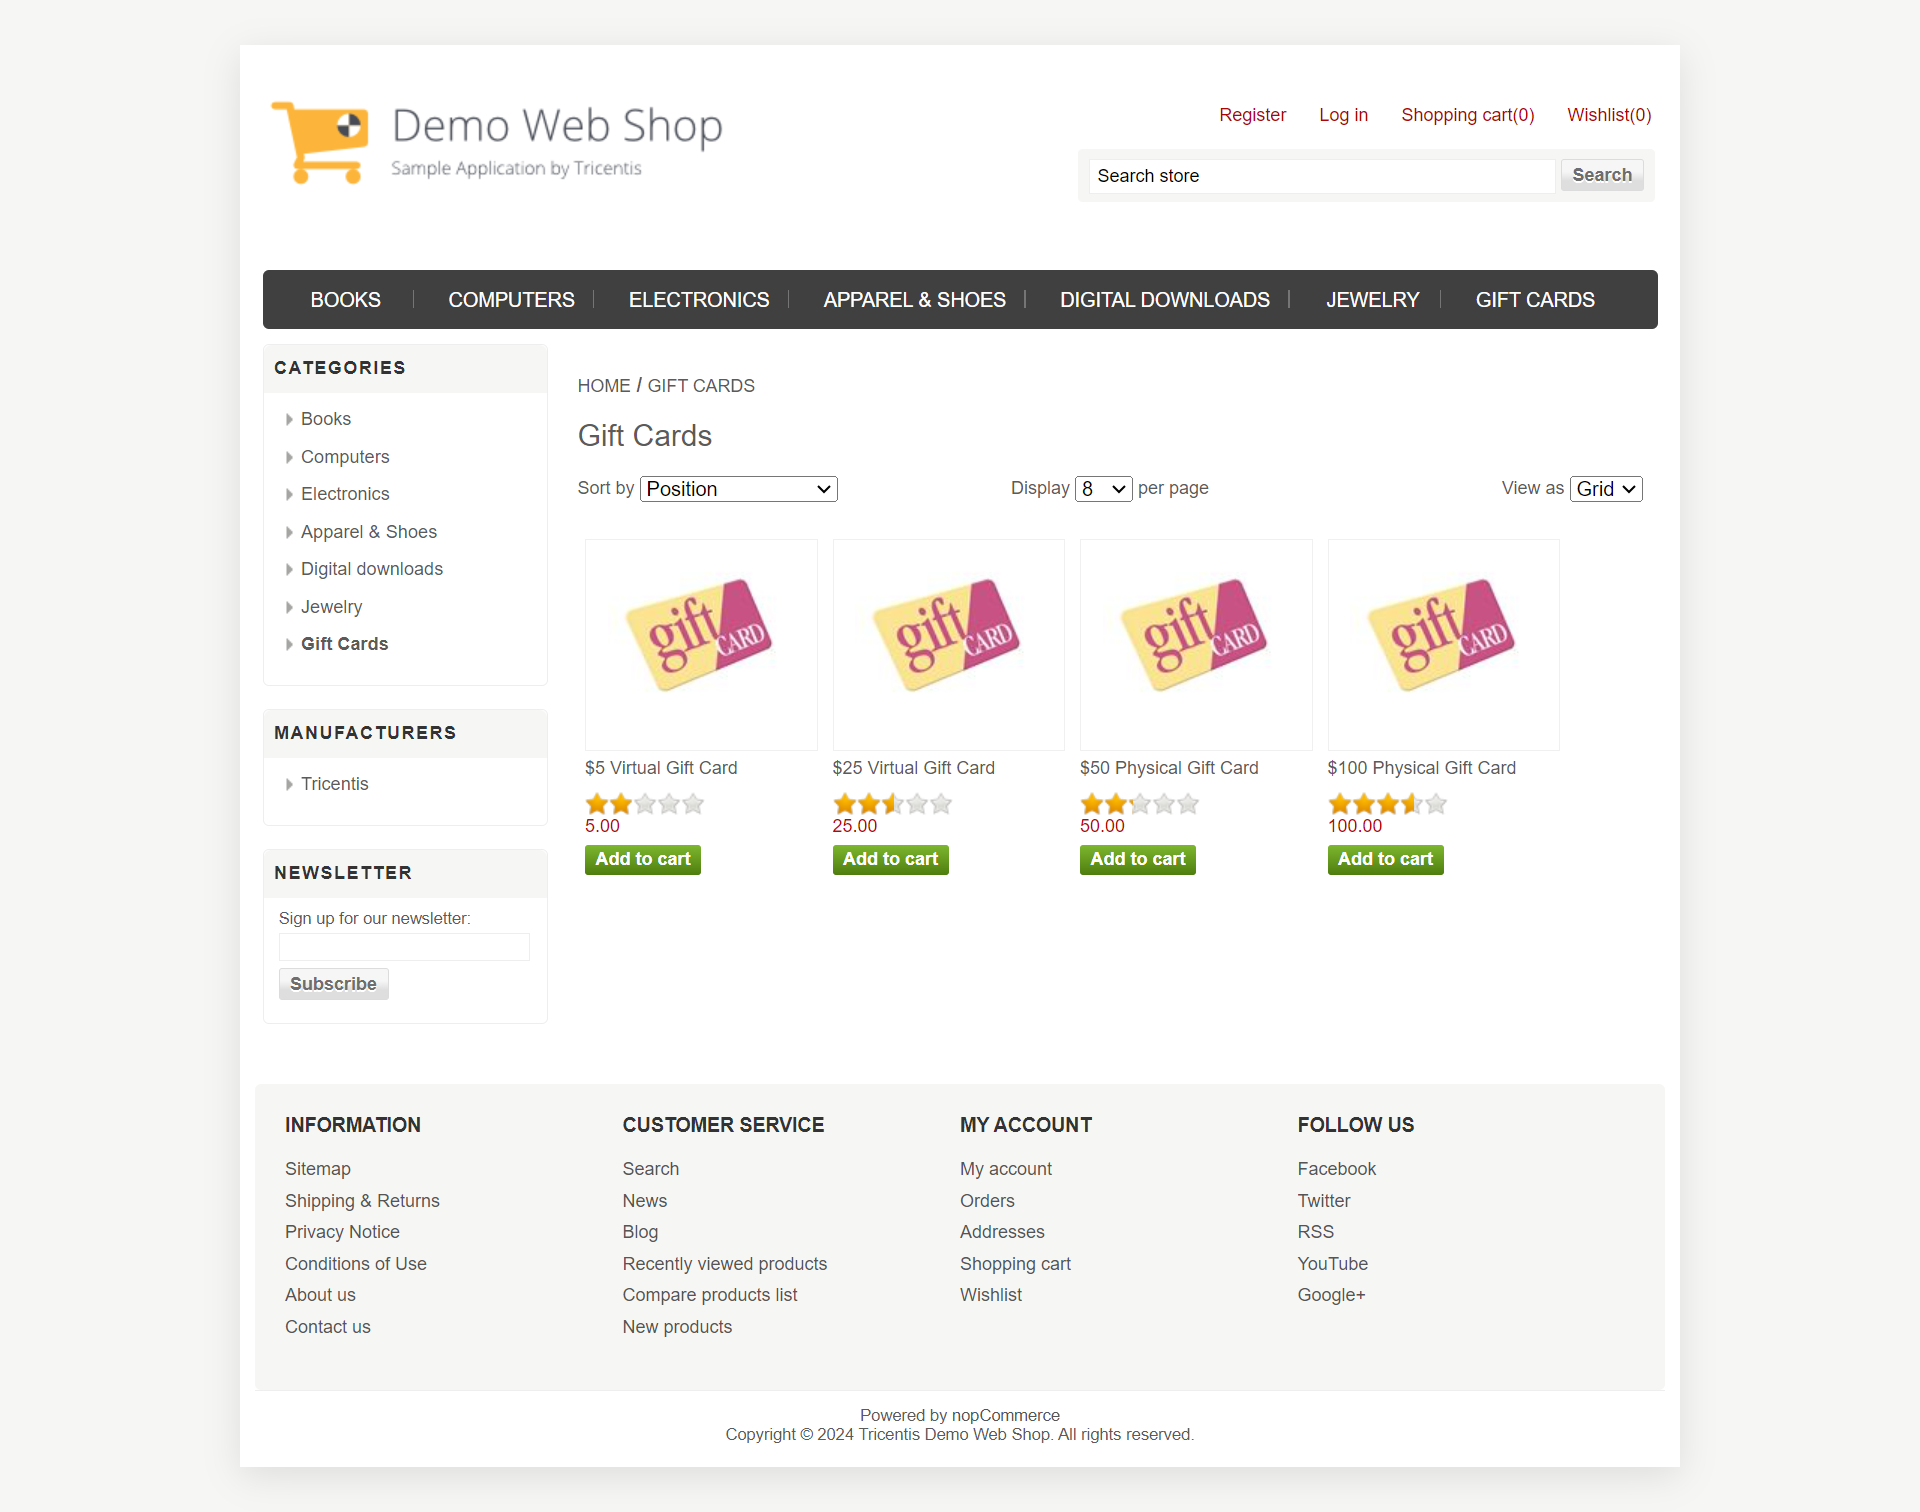 Demo Web Shop
Sample Application by Tricentis
Register Log in Shopping cart(0) Wishlist(0)
Search store Search
BOOKS COMPUTERS ELECTRONICS APPAREL & SHOES DIGITAL DOWNLOADS JEWELRY GIFT CARDS
CATEGORIES
Books
Computers
Electronics
Apparel & Shoes
Digital downloads
Jewelry
Gift Cards
MANUFACTURERS
Tricentis
NEWSLETTER
Sign up for our newsletter:
Subscribe
HOME / GIFT CARDS
Gift Cards
Sort by Position Display 8 per page View as Grid
gift CARD gift CARD gift CARD gift CARD
$5 Virtual Gift Card $25 Virtual Gift Card $50 Physical Gift Card $100 Physical Gift Card
5.00 25.00 50.00 100.00
Add to cart Add to cart Add to cart Add to cart
INFORMATION
Sitemap
Shipping & Returns
Privacy Notice
Conditions of Use
About us
Contact us
CUSTOMER SERVICE
Search
News
Blog
Recently viewed products
Compare products list
New products
MY ACCOUNT
My account
Orders
Addresses
Shopping cart
Wishlist
FOLLOW US
Facebook
Twitter
RSS
YouTube
Google+
Powered by nopCommerce
Copyright © 2024 Tricentis Demo Web Shop. All rights reserved.